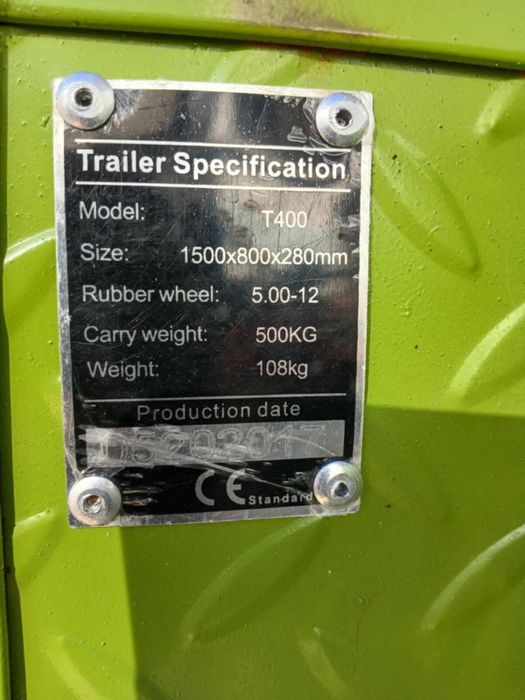 Trailer Specification
Model: T400
Size: 1500x800x280mm
Rubber wheel: 5.00-12
Carry weight: 500KG
Weight: 108kg
Production date
CE Standard